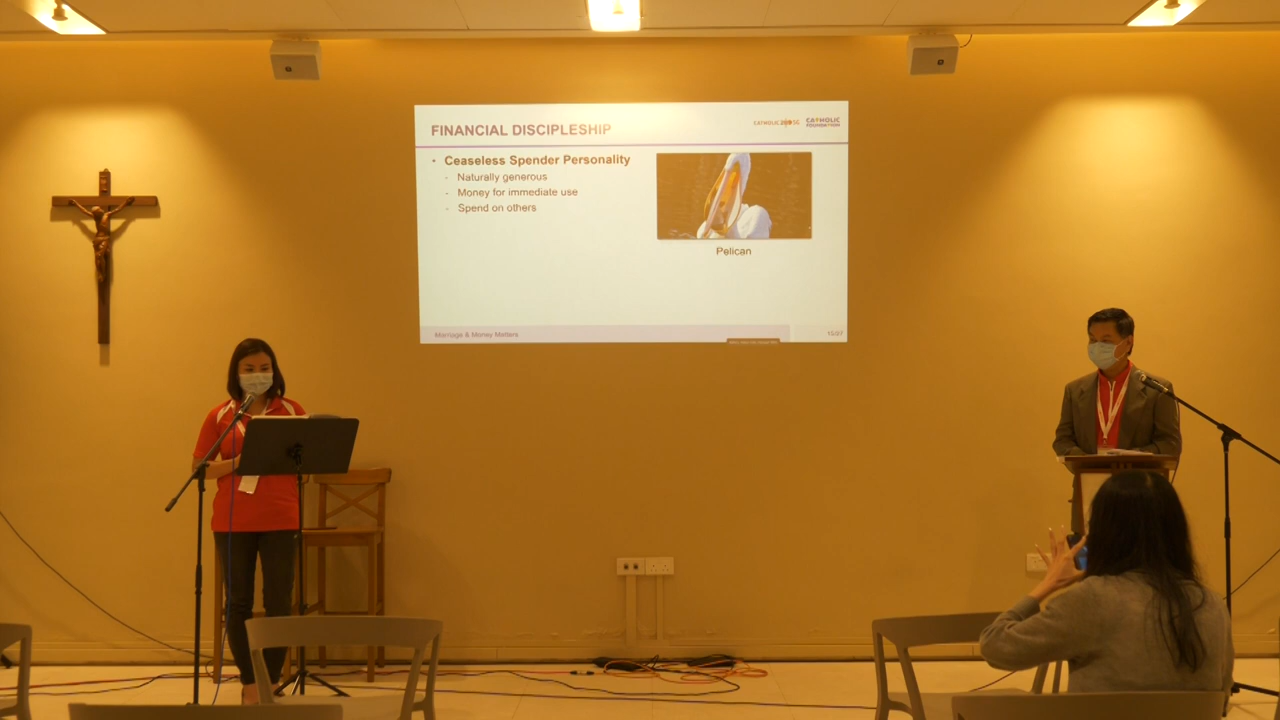 FINANCIAL DISCIPLESHIP
CATHOLIC200SG
CATHOLIC
FOUNDATION
• Ceaseless Spender Personality
- Naturally generous
- Money for immediate use
- Spend on others
Pelican
Marriage & Money Matters